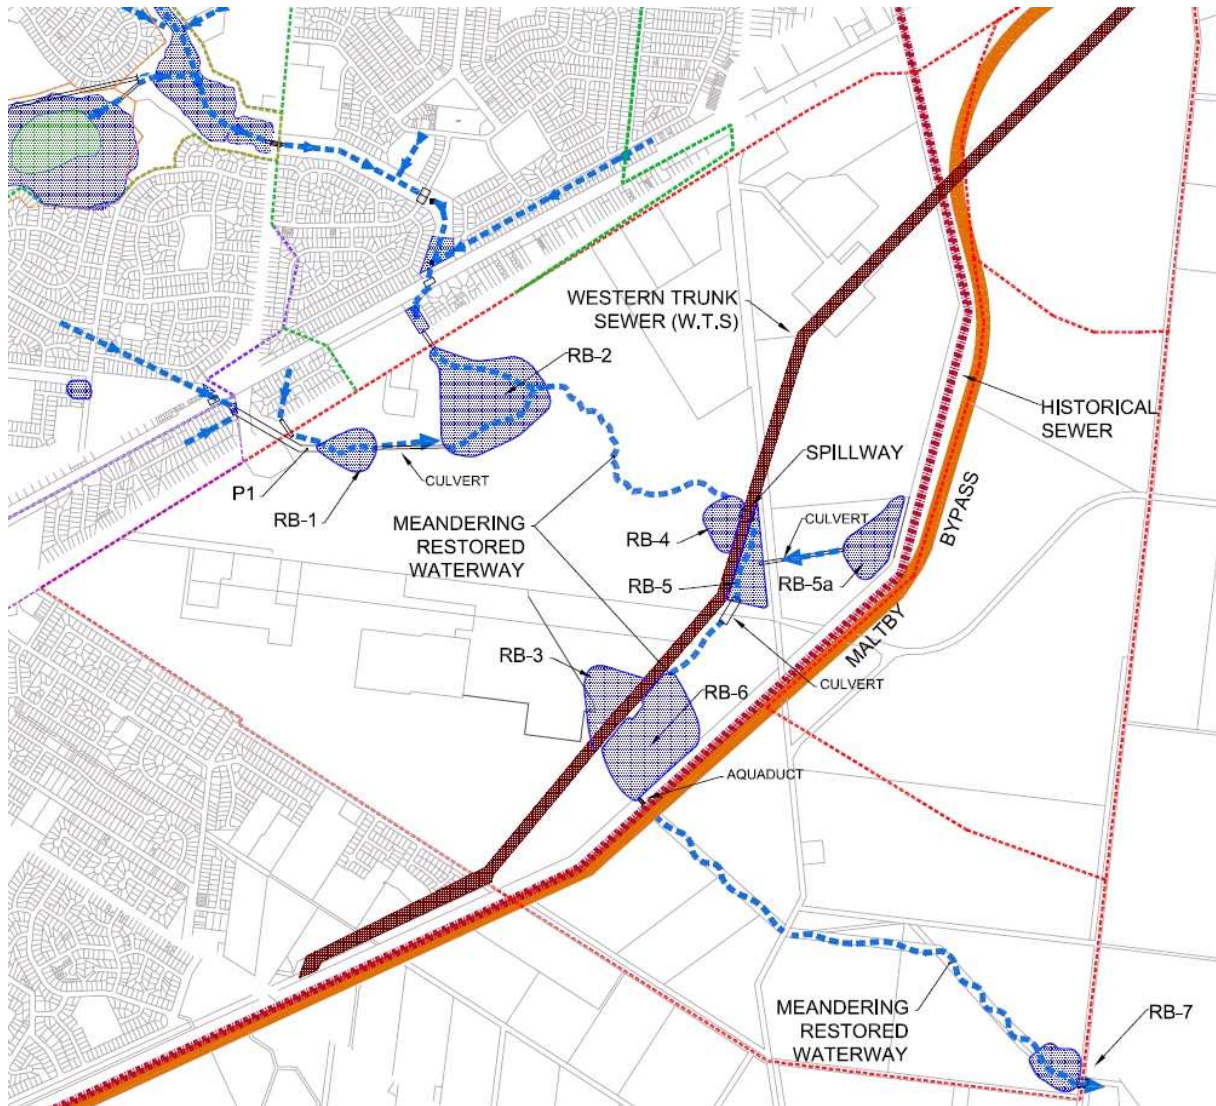 WESTERN TRUNK
SEWER (W.T.S)
RB-2
HISTORICAL
SEWER
SPILLWAY
CULVERT
P1
RB-1
MEANDERING
RESTORED
WATERWAY
RB-4
CULVERT
BYPASS
RB-5
RB-5a
MALTBY
RB-3
RB-6
CULVERT
AQUADUCT
MEANDERING
RESTORED
WATERWAY
RB-7